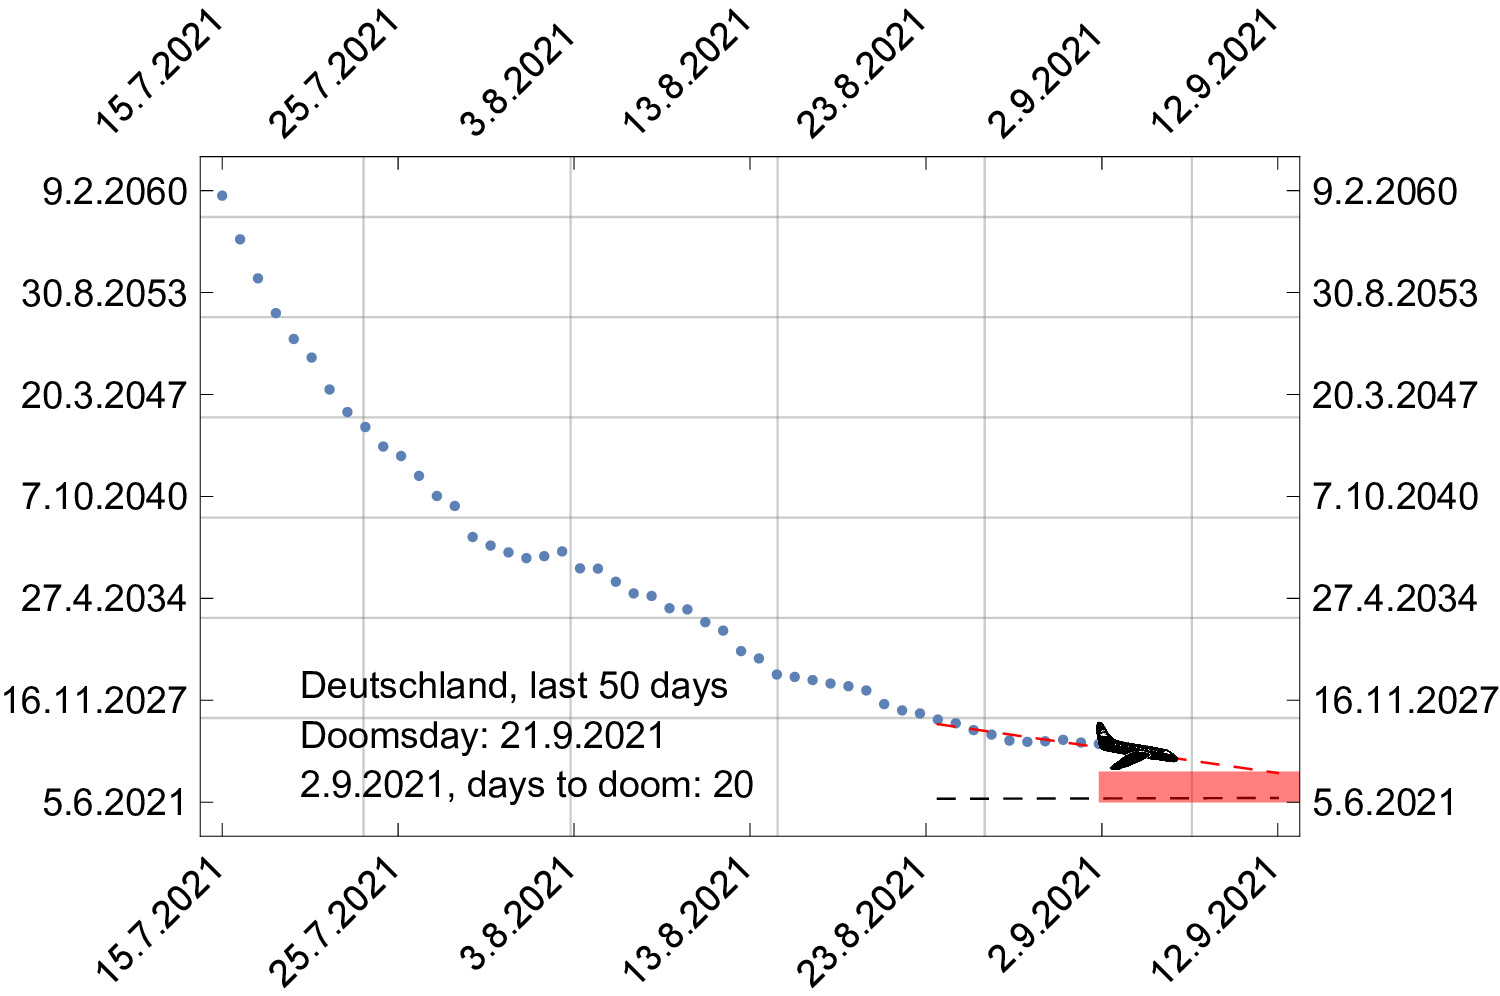 15.7.2021 25.7.2021 3.8.2021 13.8.2021 23.8.2021 2.9.2021 12.9.2021
9.2.2060 9.2.2060
30.8.2053 30.8.2053
20.3.2047 20.3.2047
7.10.2040 7.10.2040
27.4.2034 27.4.2034
Deutschland, last 50 days
16.11.2027 16.11.2027
Doomsday: 21.9.2021
2.9.2021, days to doom: 20
5.6.2021 5.6.2021
15.7.2021 25.7.2021 3.8.2021 13.8.2021 23.8.2021 2.9.2021 12.9.2021